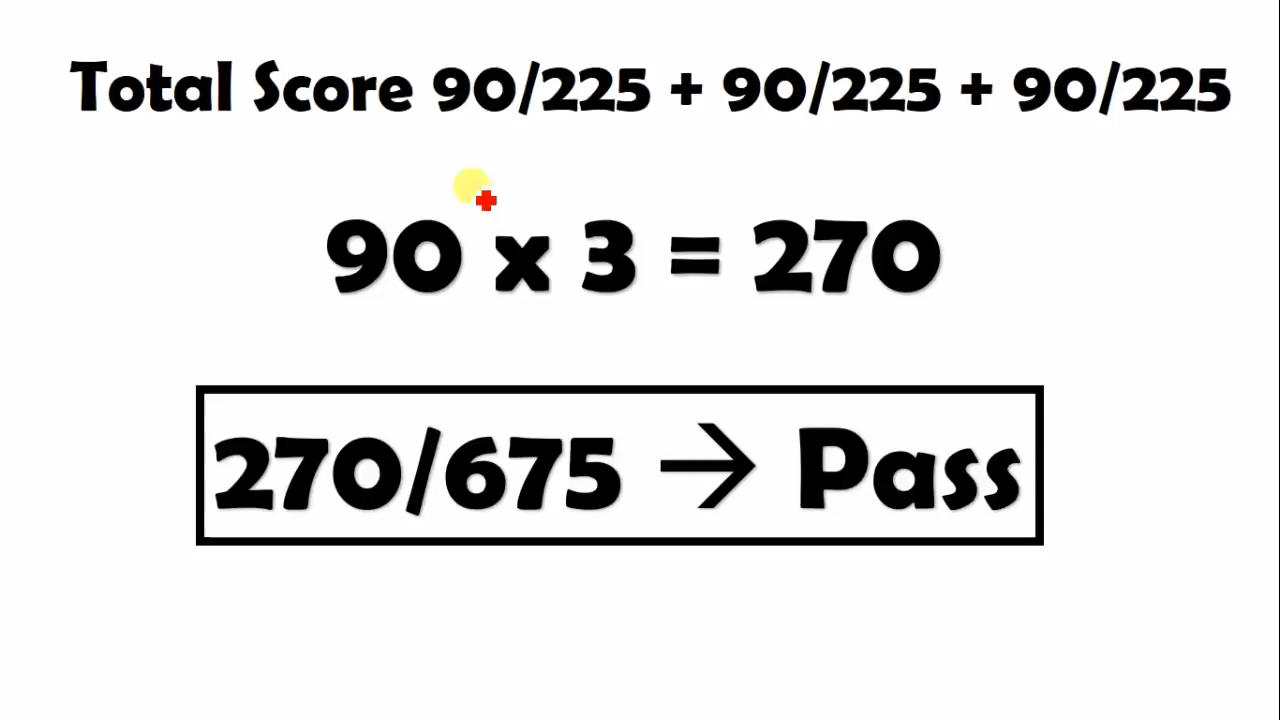 Total Score 90/225 + 90/225 + 90/225
90 x 3 = 270
270/675 → Pass